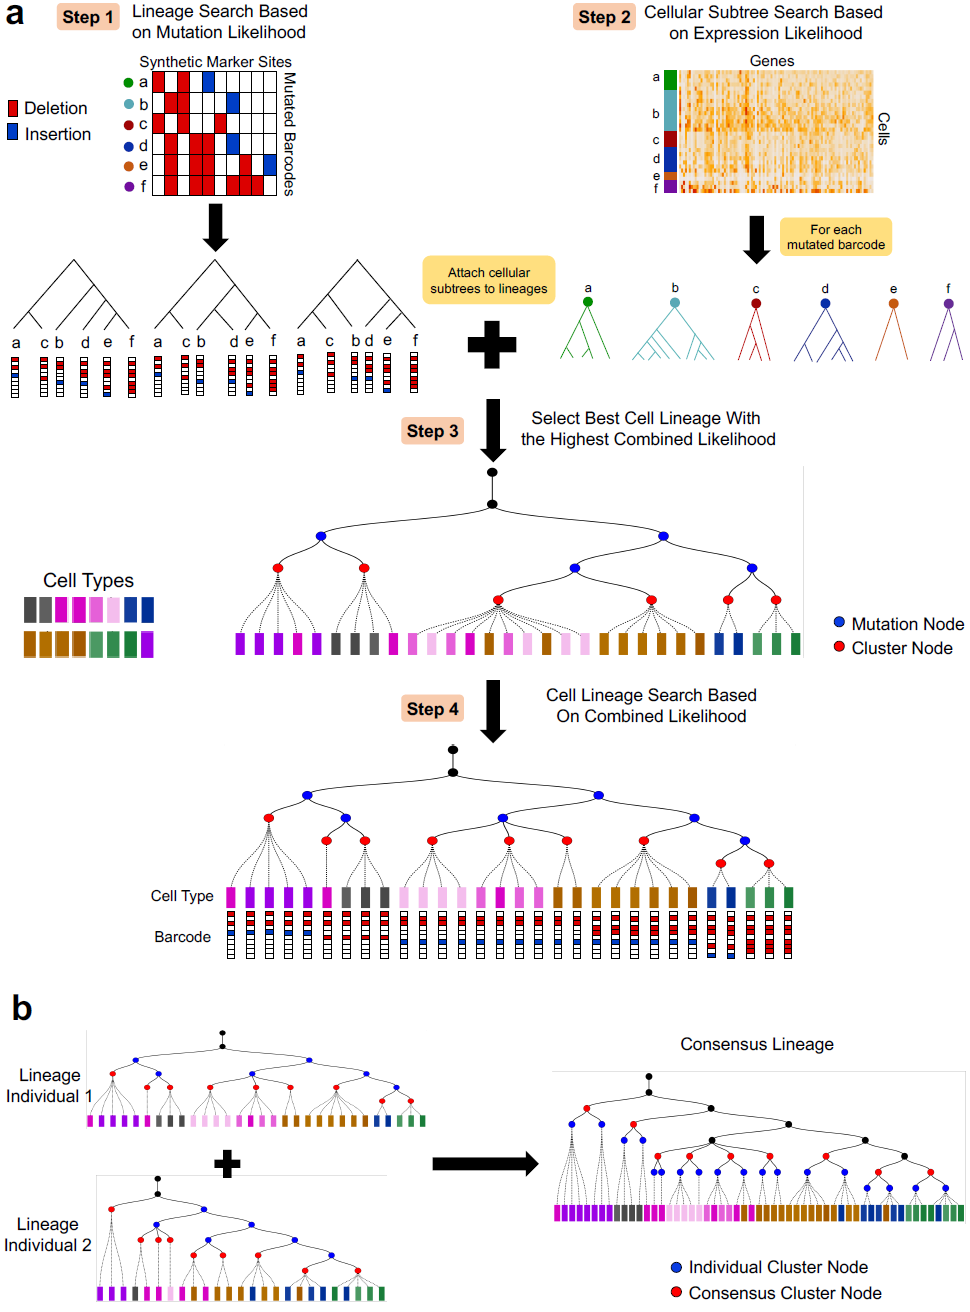 a
Step 1
Lineage Search Based
on Mutation Likelihood
Step 2
Cellular Subtree Search Based
on Expression Likelihood
Synthetic Marker Sites
Deletion
Insertion
a
b
c
d
e
f
Mutated Barcodes
Genes
a
b
c
d
e
f
Cells
For each
mutated barcode
Attach cellular
subtrees to lineages
a c b d e f
a c b d e f
a c b d e f
a b c d e f
Step 3
Select Best Cell Lineage With
the Highest Combined Likelihood
Cell Types
Mutation Node
Cluster Node
Step 4
Cell Lineage Search Based
On Combined Likelihood
Cell Type
Barcode
b
Lineage
Individual 1
Lineage
Individual 2
Consensus Lineage
Individual Cluster Node
Consensus Cluster Node